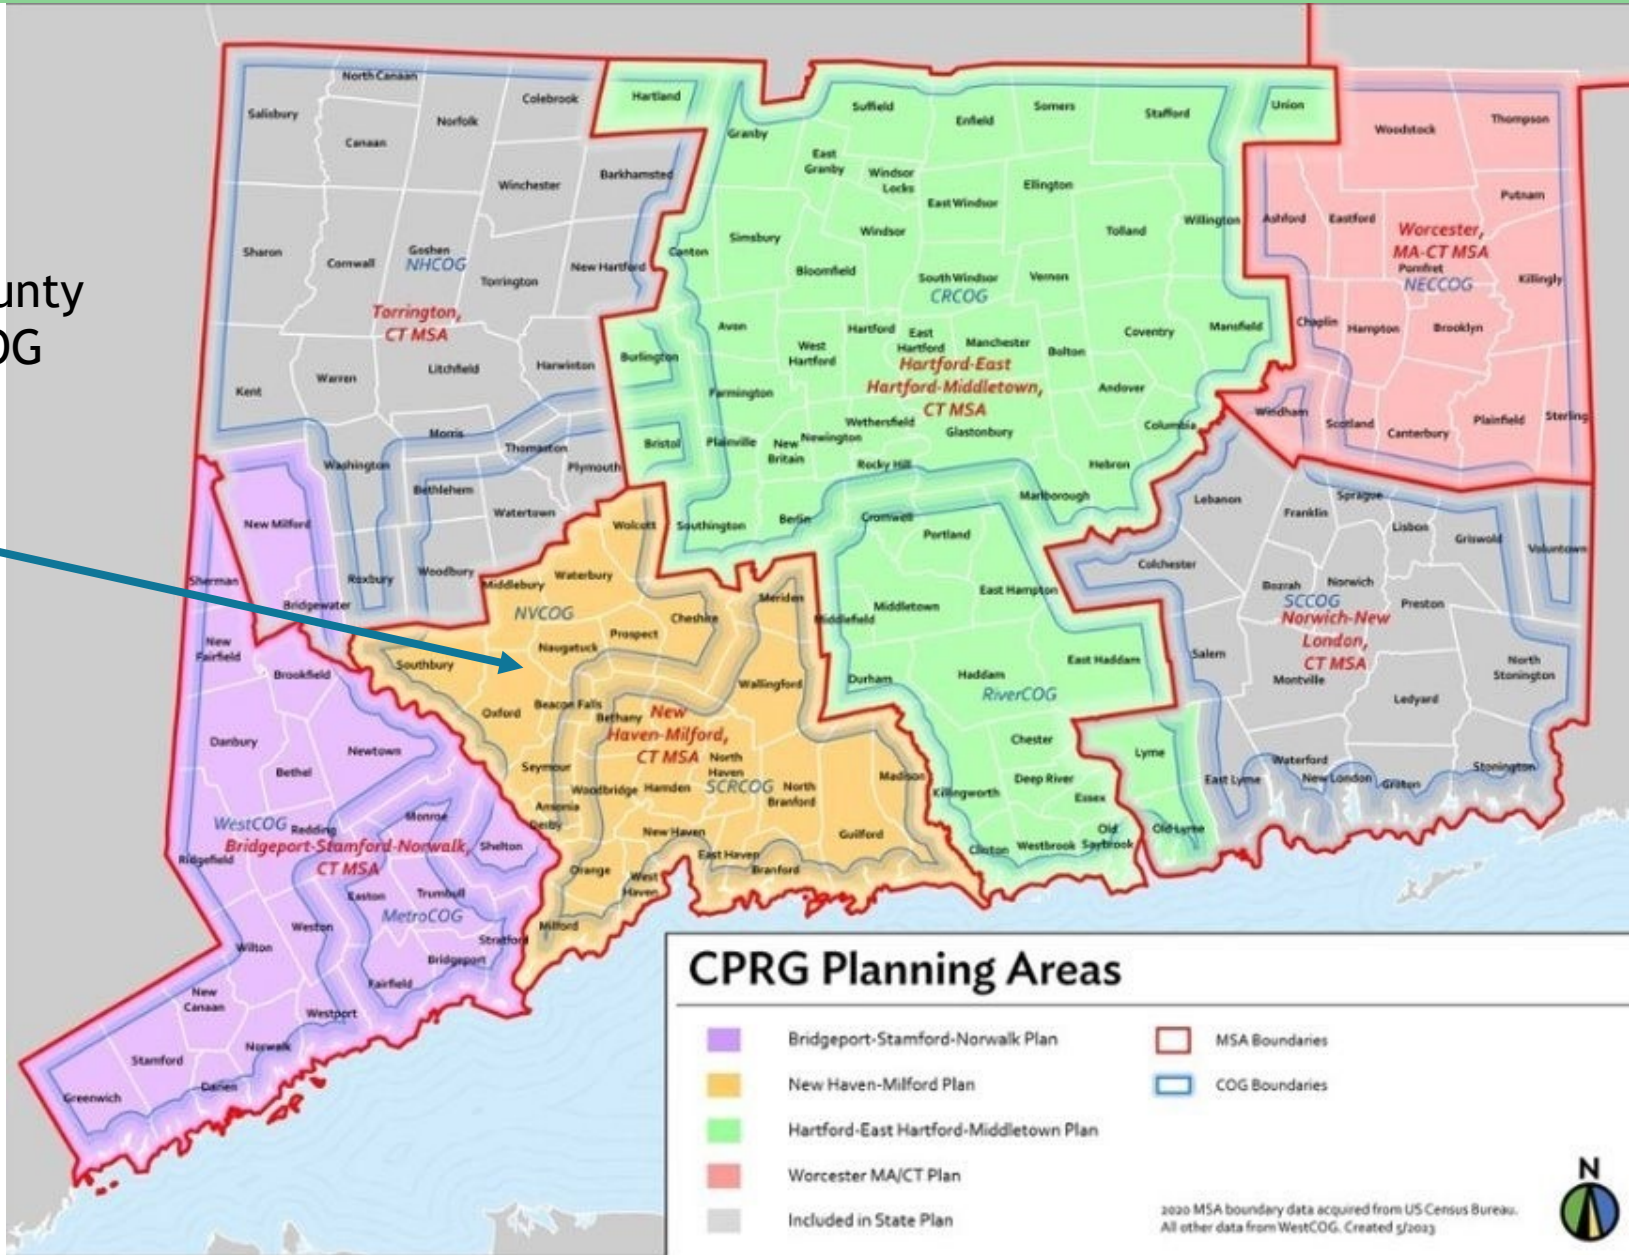 unty
OG
North Canaan
Salisbury
Colebrook
Norfolk
Canaan
Hartland
Winchester
Barkhamsted
Sharon
Cornwall
Goshen
NHCOG
Torrington
New Hartford
Torrington,
CT MSA
Kent
Warren
Litchfield
Harwinton
Morris
Thomaston
Plymouth
Washington
Bethlehem
Watertown
Roxbury
Woodbury
Granby
Suffield
Enfield
Somers
Stafford
Union
East
Granby
Windsor
Locks
East Windsor
Ellington
Willington
Tolland
Simsbury
Windsor
Canton
Bloomfield
South Windsor
CRCOG
Vernon
Avon
Hartford
East
Hartford
Manchester
Bolton
Coventry
Mansfield
Burlington
West
Hartford
Hartford-East
Hartford-Middletown,
CT MSA
Farmington
Andover
Wethersfield
Glastonbury
Columbia
Bristol
Plainville
New
Britain
Newington
Rocky Hill
Hebron
Marlborough
Southington
Berlin
Cromwell
Portland
East Hampton
Middletown
Middlefield
Durham
Haddam
East Haddam
RiverCOG
Chester
Deep River
Essex
Killingworth
Clinton
Westbrook
Old
Saybrook
Lyme
Old Lyme
Woodstock
Thompson
Putnam
Ashford
Eastford
Worcester,
MA-CT MSA
Pomfret
NECCOG
Killingly
Chaplin
Hampton
Brooklyn
Windham
Scotland
Canterbury
Plainfield
Sterling
Lebanon
Franklin
Sprague
Lisbon
Griswold
Voluntown
Colchester
Bozrah
Norwich
SCCOG
Preston
Norwich-New
London,
CT MSA
Salem
Montville
Ledyard
North
Stonington
East Lyme
Waterford
New London
Groton
Stonington
Wolcott
Waterbury
Middlebury
NVCOG
Cheshire
Meriden
Prospect
Naugatuck
Southbury
Oxford
Beacon Falls
Bethany
Wallingford
New
Haven-Milford,
CT MSA
North
Haven
Seymour
Woodbridge
Hamden
SCRCOG
North
Branford
Madison
Ansonia
Derby
New Haven
Guilford
East Haven
Branford
Orange
West
Haven
Milford
New Milford
Sherman
Bridgewater
New
Fairfield
Brookfield
Danbury
Newtown
Bethel
WestCOG
Redding
Monroe
Bridgeport-Stamford-Norwalk,
CT MSA
Shelton
Ridgefield
Easton
Trumbull
MetroCOG
Weston
Stratford
Wilton
Bridgeport
Fairfield
New
Canaan
Westport
Norwalk
Stamford
Darien
Greenwich
CPRG Planning Areas
Bridgeport-Stamford-Norwalk Plan
New Haven-Milford Plan
Hartford-East Hartford-Middletown Plan
Worcester MA/CT Plan
Included in State Plan
MSA Boundaries
COG Boundaries
2020 MSA boundary data acquired from US Census Bureau.
All other data from WestCOG. Created 5/2023
N